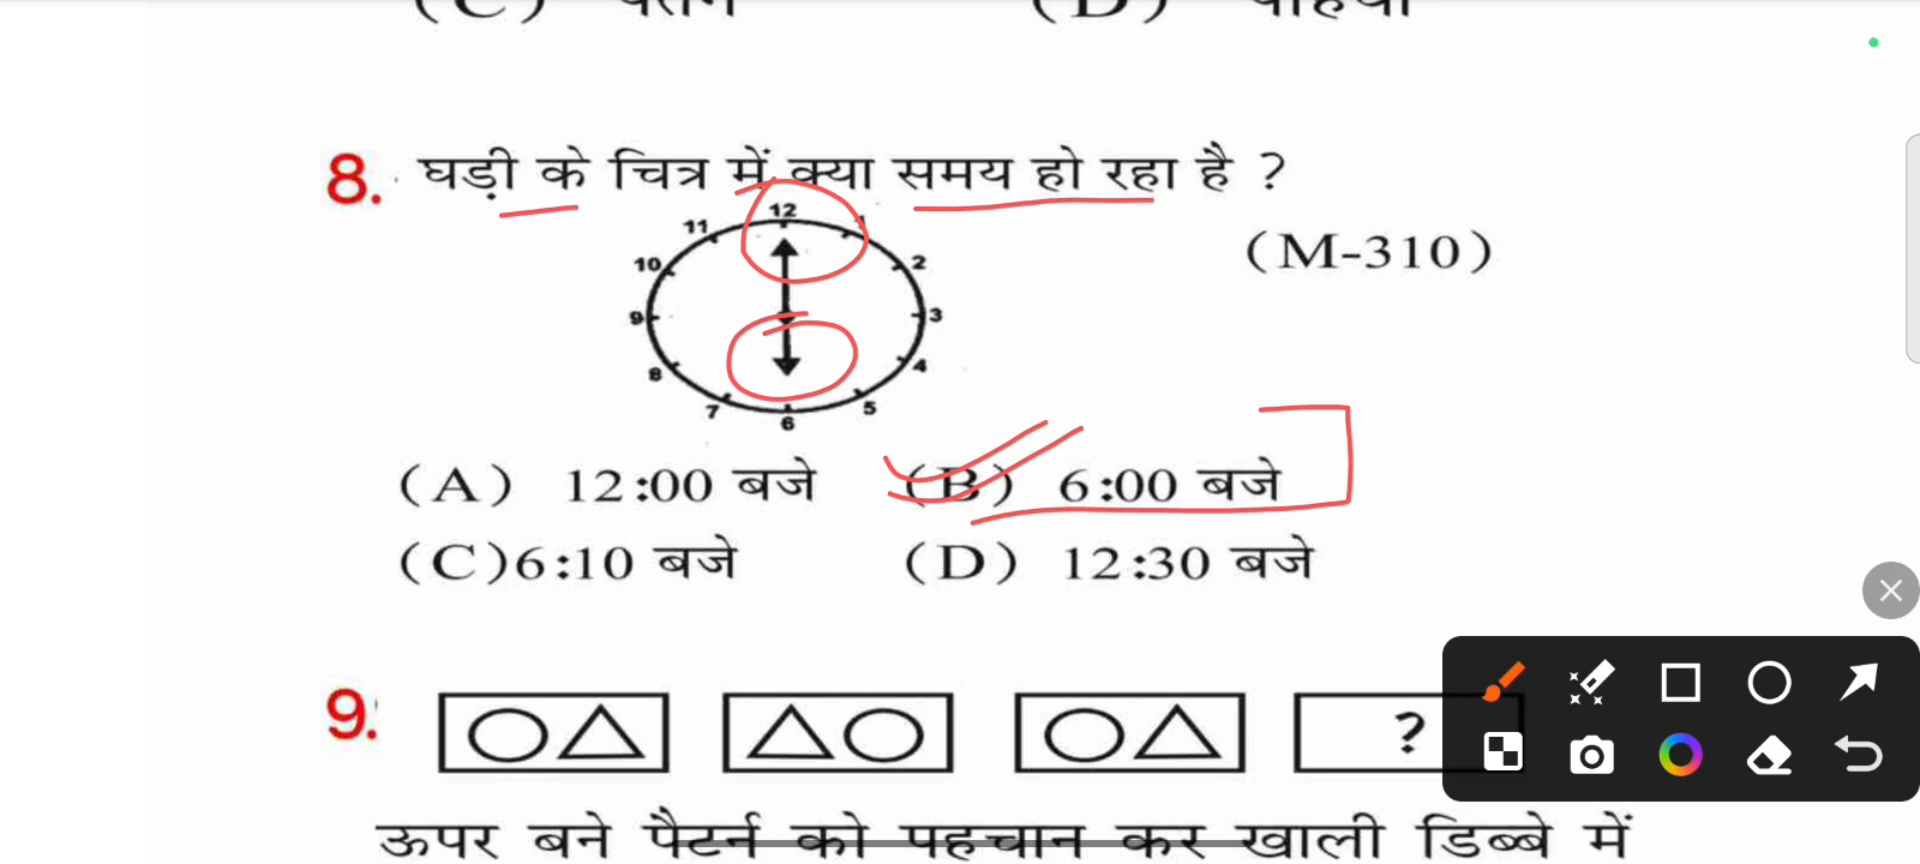 8. घड़ी के चित्र में क्या समय हो रहा है ?
(M-310)
12
11
1
10
2
9
3
8
4
7
5
6
(A) 12:00 बजे (B) 6:00 बजे
(C)6:10 बजे (D) 12:30 बजे
9.
?
ऊपर बने पैटर्न को पहचान कर खाली डिब्बे में